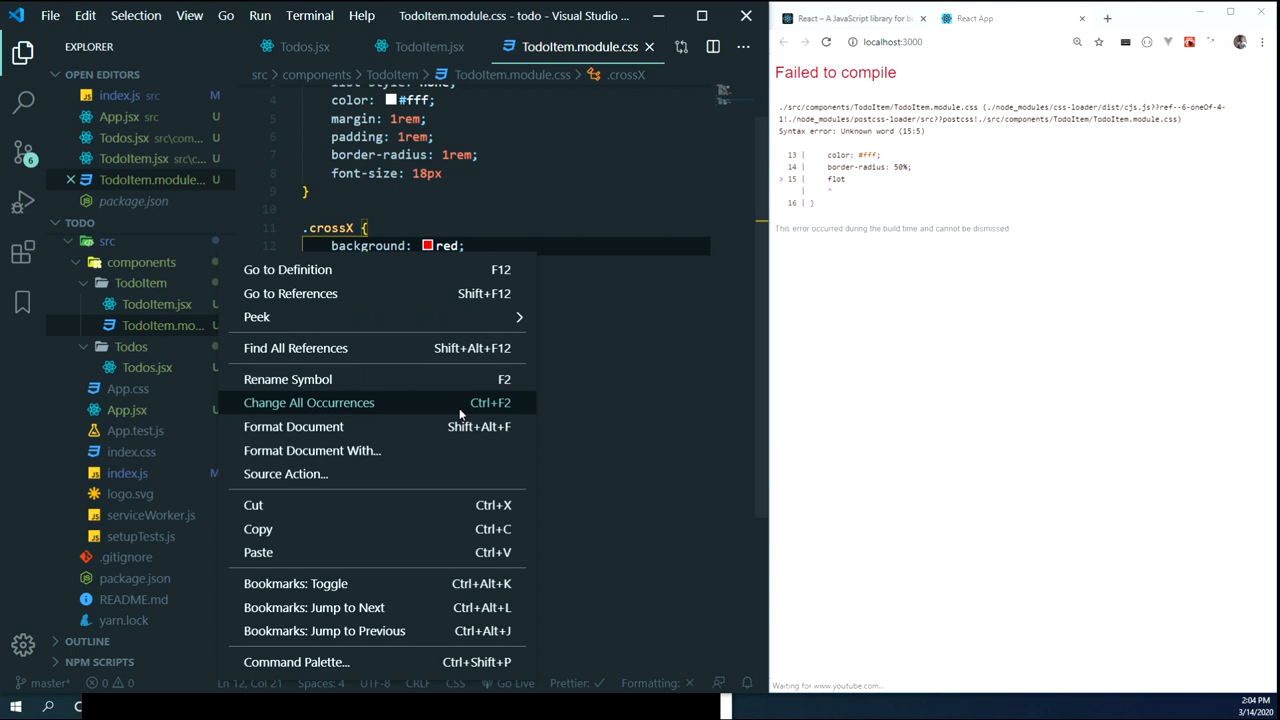 File Edit Selection View Go Run Terminal Help TodoItem.module.css - todo - Visual Studio ...
EXPLORER
OPEN EDITORS
index.js src
App.jsx src
Todos.jsx src\com...
TodoItem.jsx src\c...
TodoItem.module....
package.json
TODO
src
components
TodoItem
TodoItem.jsx U
TodoItem.mo... U
Todos
Todos.jsx U
App.css
App.jsx U
App.test.js
index.css
index.js M
logo.svg
serviceWorker.js
setupTests.js
.gitignore
package.json
README.md
yarn.lock
OUTLINE
NPM SCRIPTS
6
Todos.jsx TodoItem.jsx TodoItem.module.css
src > components > TodoItem > TodoItem.module.css > .crossX
4 color: #fff;
5 margin: 1rem;
6 padding: 1rem;
7 border-radius: 1rem;
8 font-size: 18px
9 }
10
11 .crossX {
background: red;
Go to Definition F12
Go to References Shift+F12
Peek
Find All References Shift+Alt+F12
Rename Symbol F2
Change All Occurrences Ctrl+F2
Format Document Shift+Alt+F
Format Document With...
Source Action...
Cut Ctrl+X
Copy Ctrl+C
Paste Ctrl+V
Bookmarks: Toggle Ctrl+Alt+K
Bookmarks: Jump to Next Ctrl+Alt+L
Bookmarks: Jump to Previous Ctrl+Alt+J
Command Palette... Ctrl+Shift+P
master* 0 0 Ln 12, Col 21 Spaces: 4 UTF-8 CRLF CSS Go Live Prettier: Formatting:
React – A JavaScript library for b React App
localhost:3000
Failed to compile
./src/components/TodoItem/TodoItem.module.css (./node_modules/css-loader/dist/cjs.js??ref--6-oneOf-4-
1!./node_modules/postcss-loader/src??postcss!./src/components/TodoItem/TodoItem.module.css)
Syntax error: Unknown word (15:5)
13 | color: #fff;
14 | border-radius: 50%;
> 15 | flot
| ^
16 | }
This error occurred during the build time and cannot be dismissed
Waiting for www.youtube.com...
2:04 PM
3/14/2020